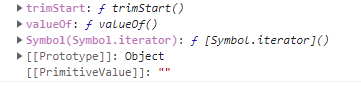 trimStart: ƒ trimStart()
valueOf: ƒ valueOf()
Symbol(Symbol.iterator): ƒ [Symbol.iterator]()
[[Prototype]]: Object
[[PrimitiveValue]]: ""